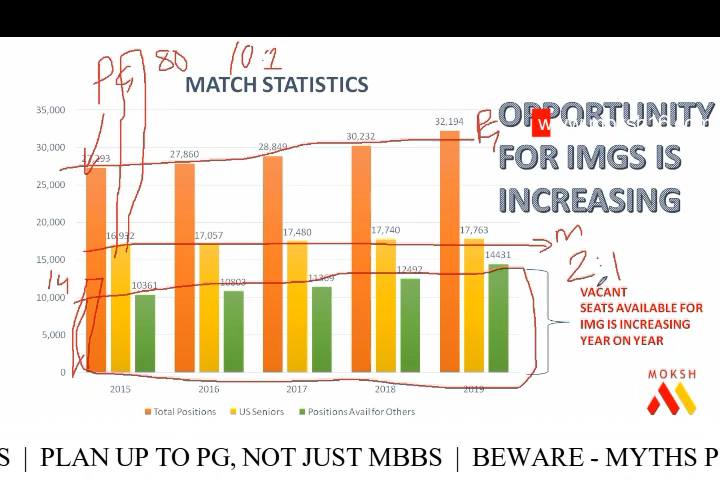 PG 80 10:1
MATCH STATISTICS
OPPORTUNITY
FOR IMGS IS
INCREASING
PG
35,000
30,000
25,000
20,000
15,000
10,000
5,000
0
27,293 27,860 28,849 30,232 32,194
16,932 17,057 17,480 17,740 17,763
10361 10803 11369 12492 14431
14
m
2:1
2015 2016 2017 2018 2019
Total Positions US Seniors Positions Avail for Others
VACANT
SEATS AVAILABLE FOR
IMG IS INCREASING
YEAR ON YEAR
MOKSH
S | PLAN UP TO PG, NOT JUST MBBS | BEWARE - MYTHS P